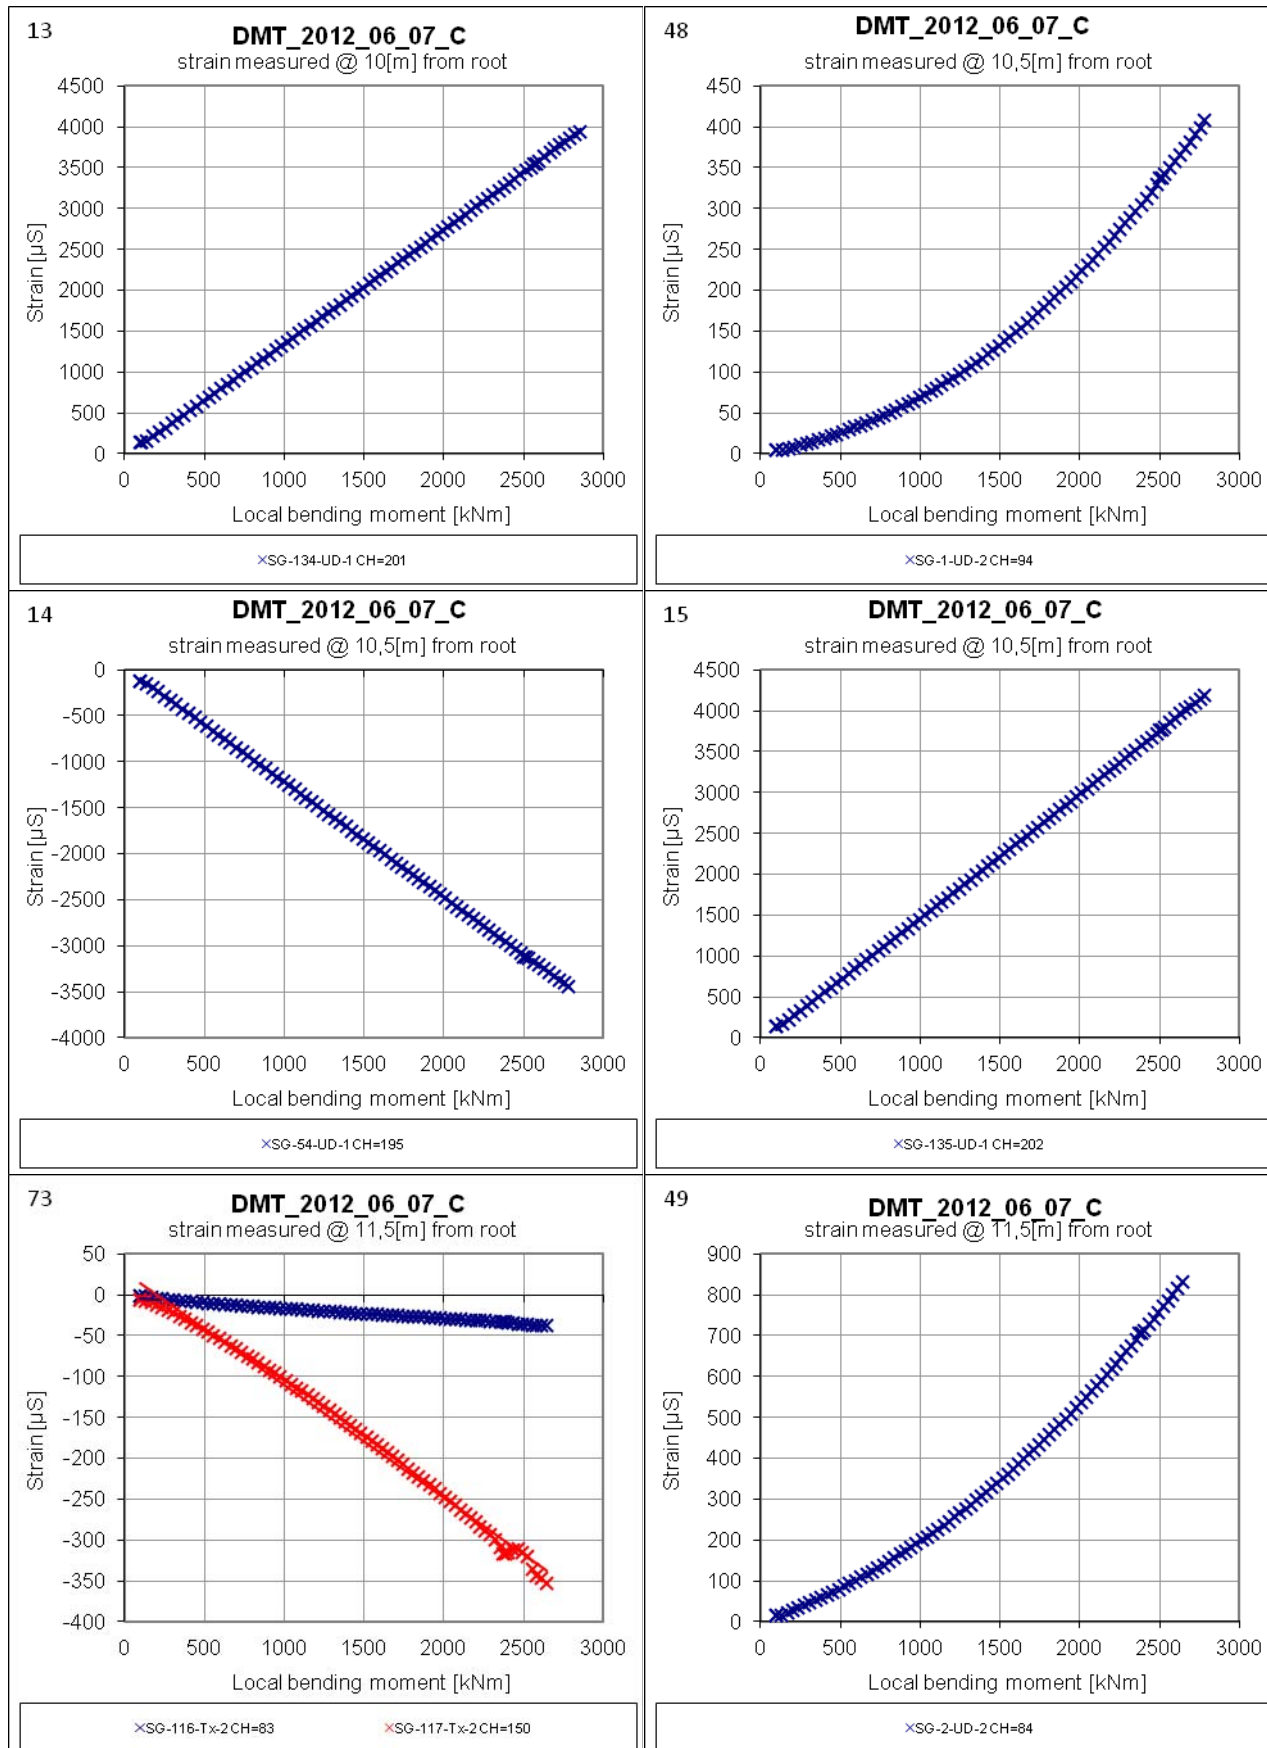 13
DMT_2012_06_07_C
strain measured @ 10[m] from root
4500
4000
3500
3000
2500
2000
1500
1000
500
0
Strain [µS]
0 500 1000 1500 2000 2500 3000
Local bending moment [kNm]
×SG-134-UD-1 CH=201
48
DMT_2012_06_07_C
strain measured @ 10,5[m] from root
450
400
350
300
250
200
150
100
50
0
Strain [µS]
0 500 1000 1500 2000 2500 3000
Local bending moment [kNm]
×SG-1-UD-2 CH=94
14
DMT_2012_06_07_C
strain measured @ 10,5[m] from root
0
-500
-1000
-1500
-2000
-2500
-3000
-3500
-4000
Strain [µS]
0 500 1000 1500 2000 2500 3000
Local bending moment [kNm]
×SG-54-UD-1 CH=195
15
DMT_2012_06_07_C
strain measured @ 10,5[m] from root
4500
4000
3500
3000
2500
2000
1500
1000
500
0
Strain [µS]
0 500 1000 1500 2000 2500 3000
Local bending moment [kNm]
×SG-135-UD-1 CH=202
73
DMT_2012_06_07_C
strain measured @ 11,5[m] from root
50
0
-50
-100
-150
-200
-250
-300
-350
-400
Strain [µS]
0 500 1000 1500 2000 2500 3000
Local bending moment [kNm]
×SG-116-Tx-2 CH=83 ×SG-117-Tx-2 CH=150
49
DMT_2012_06_07_C
strain measured @ 11,5[m] from root
900
800
700
600
500
400
300
200
100
0
Strain [µS]
0 500 1000 1500 2000 2500 3000
Local bending moment [kNm]
×SG-2-UD-2 CH=84